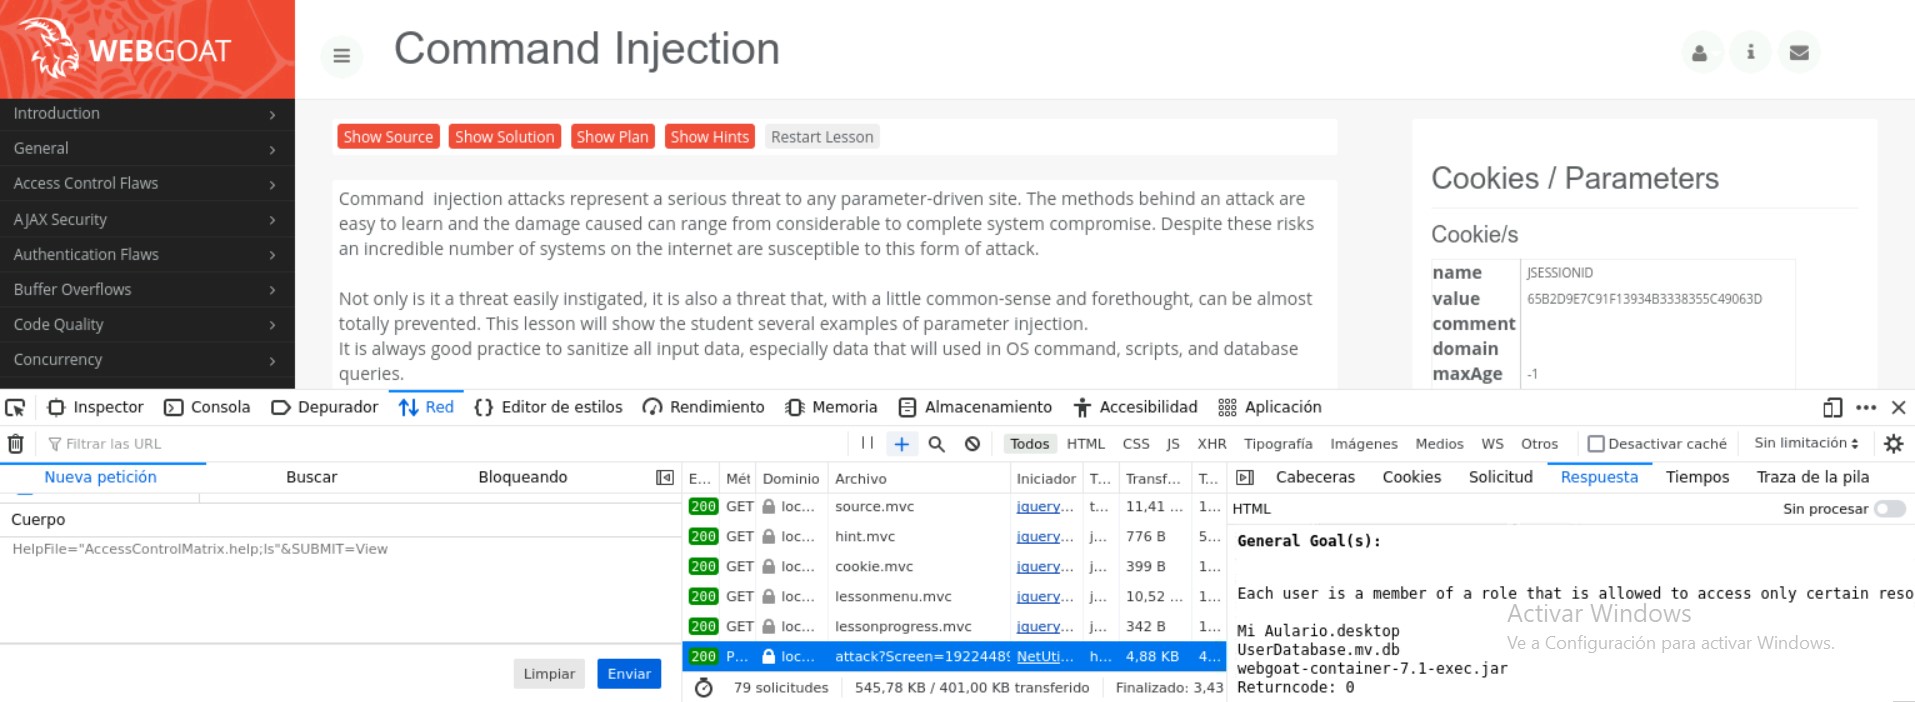 WEBGOAT
Command Injection
Introduction
General
Access Control Flaws
AJAX Security
Authentication Flaws
Buffer Overflows
Code Quality
Concurrency
Show Source Show Solution Show Plan Show Hints Restart Lesson
Command injection attacks represent a serious threat to any parameter-driven site. The methods behind an attack are
easy to learn and the damage caused can range from considerable to complete system compromise. Despite these risks
an incredible number of systems on the internet are susceptible to this form of attack.
Not only is it a threat easily instigated, it is also a threat that, with a little common-sense and forethought, can be almost
totally prevented. This lesson will show the student several examples of parameter injection.
It is always good practice to sanitize all input data, especially data that will used in OS command, scripts, and database
queries.
Cookies / Parameters
Cookie/s
name JSESSIONID
value 65B2D9E7C91F13934B3338355C49063D
comment
domain
maxAge -1
Inspector Consola Depurador Red Editor de estilos Rendimiento Memoria Almacenamiento Accesibilidad Aplicación
Filtrar las URL
Todos HTML CSS JS XHR Tipografía Imágenes Medios WS Otros Desactivar caché Sin limitación
Nueva petición Buscar Bloqueando
Cuerpo
HelpFile="AccessControlMatrix.help;ls"&SUBMIT=View
Limpiar Enviar
E... Mét Dominio Archivo Iniciador T... Transf... T...
200 GET loc... source.mvc jquery... t... 11,41 ... 1...
200 GET loc... hint.mvc jquery... j... 776 B 5...
200 GET loc... cookie.mvc jquery... j... 399 B 1...
200 GET loc... lessonmenu.mvc jquery... j... 10,52 ... 1...
200 GET loc... lessonprogress.mvc jquery... j... 342 B 1...
200 P... loc... attack?Screen=19224489 NetUti... h... 4,88 KB 4...
79 solicitudes 545,78 KB / 401,00 KB transferido Finalizado: 3,43
Cabeceras Cookies Solicitud Respuesta Tiempos Traza de la pila
HTML Sin procesar
General Goal(s):
Each user is a member of a role that is allowed to access only certain reso
Mi Aulario.desktop
UserDatabase.mv.db
webgoat-container-7.1-exec.jar
Returncode: 0
Activar Windows
Ve a Configuración para activar Windows.